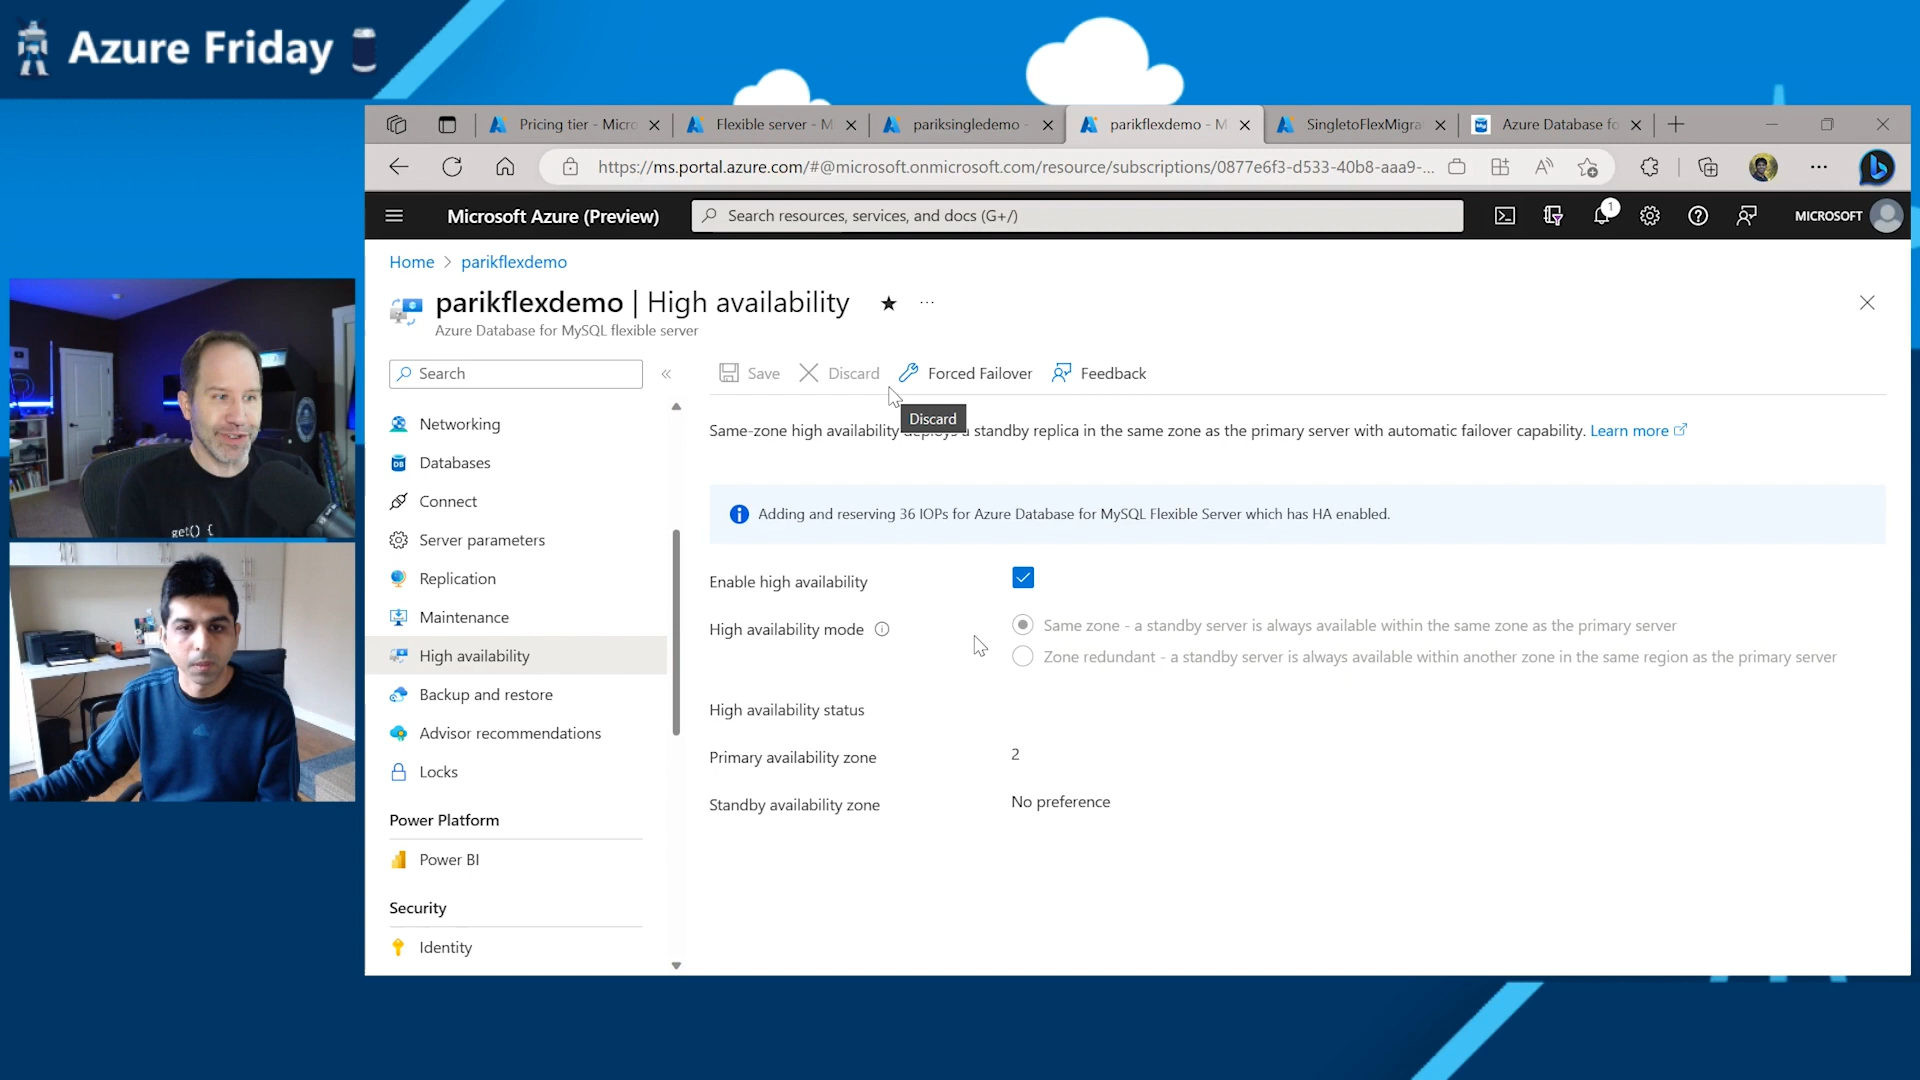 Azure Friday
Pricing tier - Micro
Flexible server - M
pariksingledemo -
parikflexdemo - M
SingletoFlexMigra
Azure Database fo
https://ms.portal.azure.com/#@microsoft.onmicrosoft.com/resource/subscriptions/0877e6f3-d533-40b8-aaa9-...
Microsoft Azure (Preview)
Search resources, services, and docs (G+/)
1
MICROSOFT
Home > parikflexdemo
parikflexdemo | High availability
Azure Database for MySQL flexible server
Search
Save
Discard
Forced Failover
Feedback
Discard
Same-zone high availability deploys a standby replica in the same zone as the primary server with automatic failover capability. Learn more
Adding and reserving 36 IOPs for Azure Database for MySQL Flexible Server which has HA enabled.
Enable high availability
High availability mode
Same zone - a standby server is always available within the same zone as the primary server
Zone redundant - a standby server is always available within another zone in the same region as the primary server
High availability status
Primary availability zone
2
Standby availability zone
No preference
Networking
Databases
Connect
Server parameters
Replication
Maintenance
High availability
Backup and restore
Advisor recommendations
Locks
Power Platform
Power BI
Security
Identity
get() {